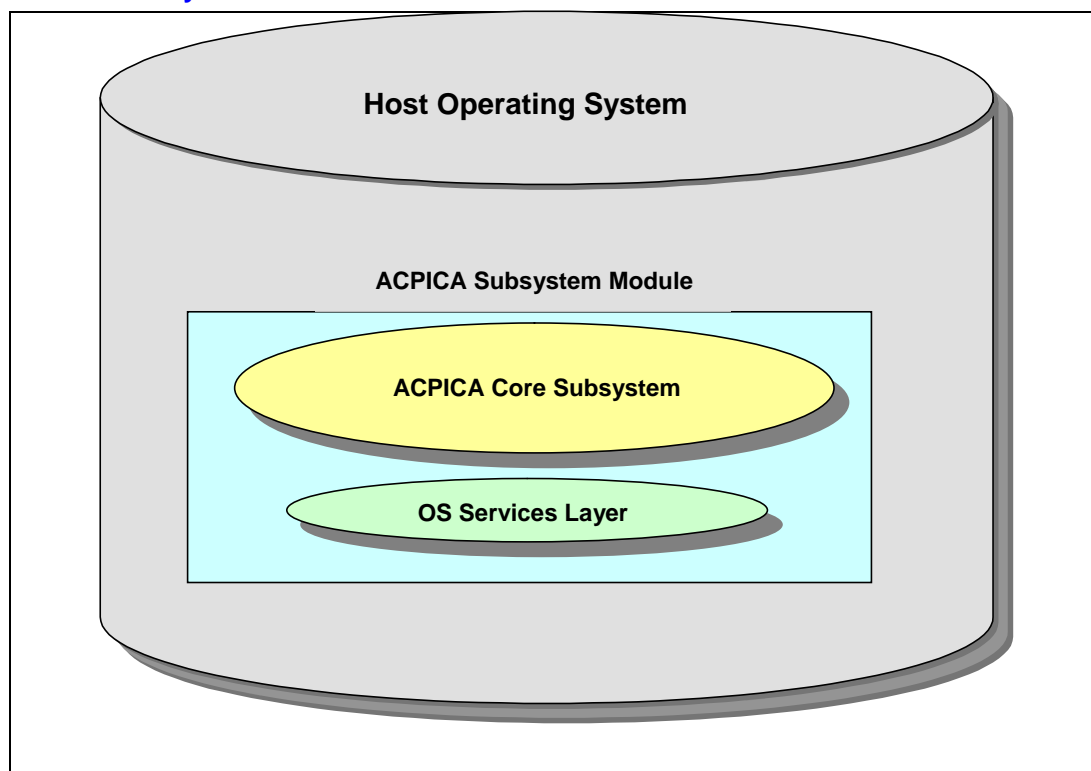 Host Operating System
ACPICA Subsystem Module
ACPICA Core Subsystem
OS Services Layer